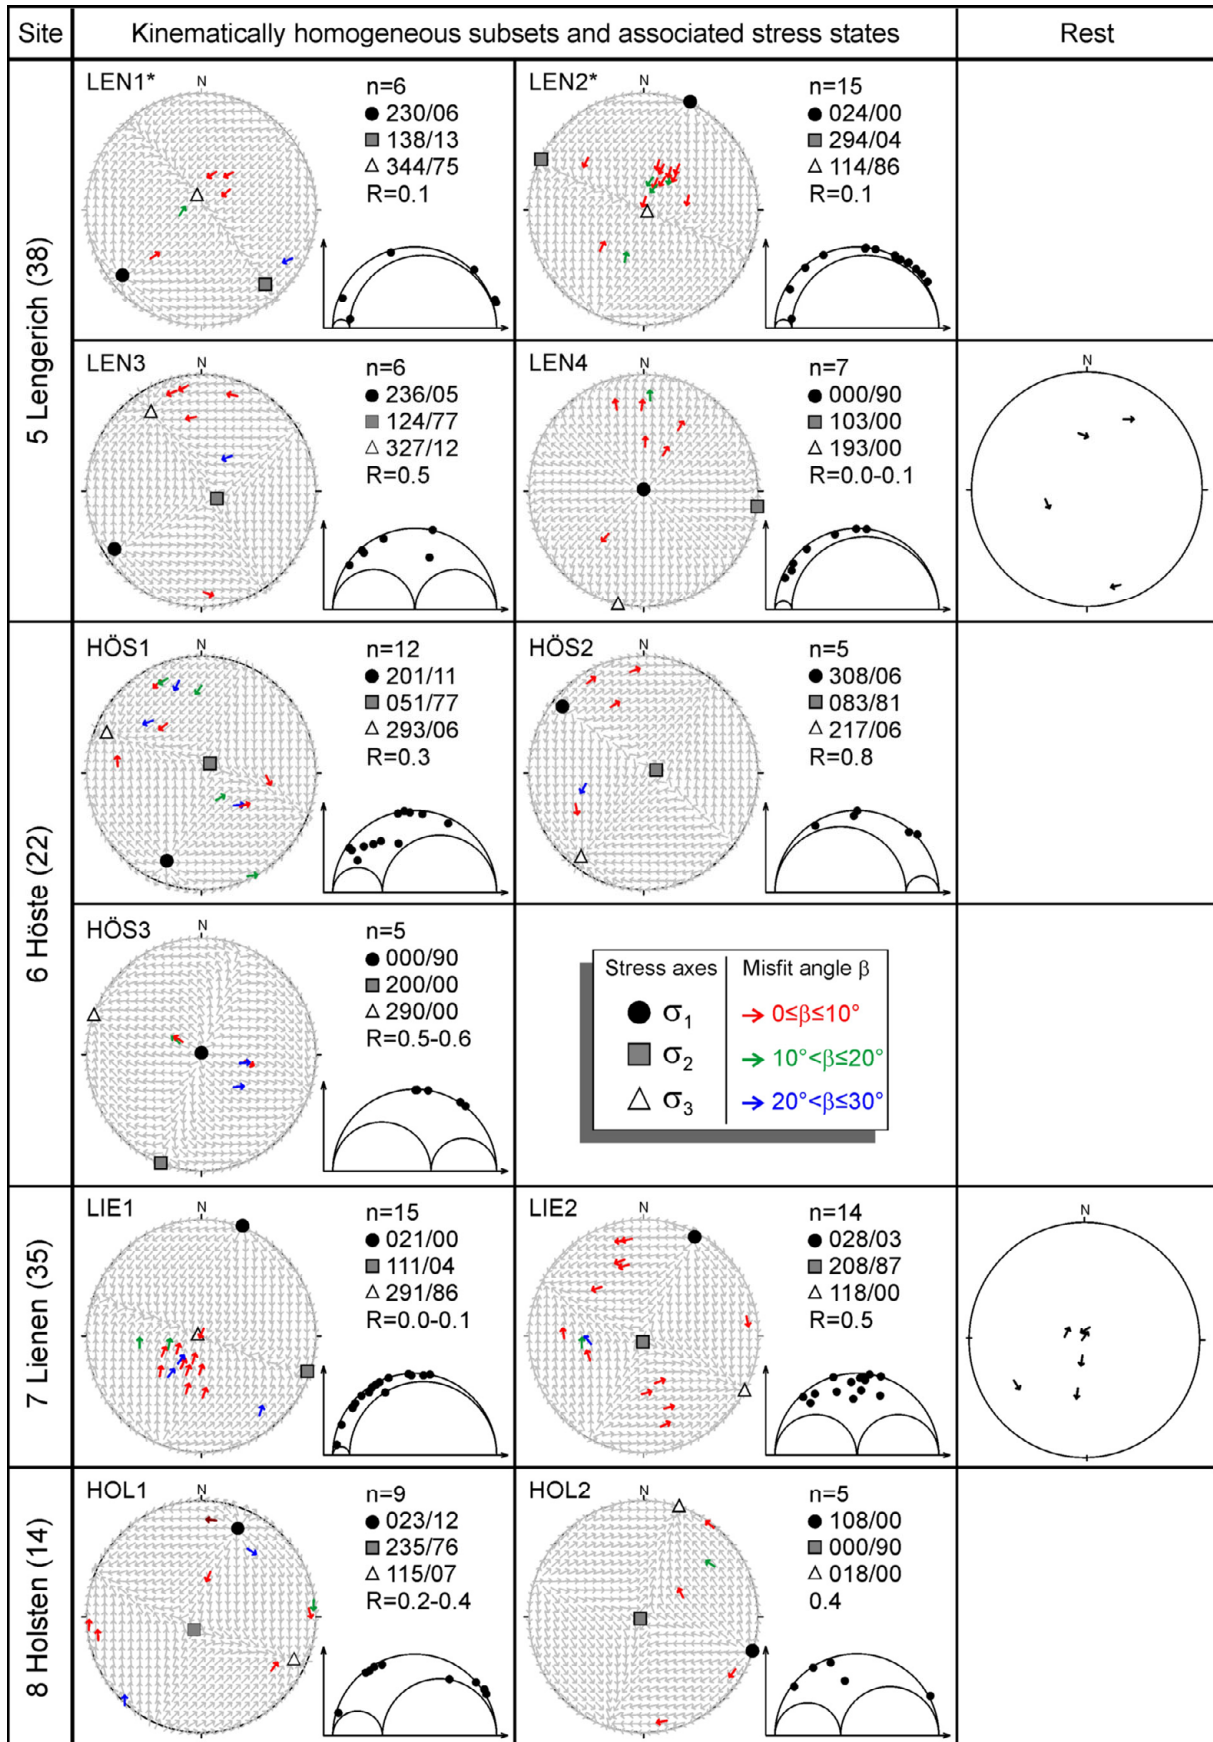 Site
Kinematically homogeneous subsets and associated stress states
Rest
5 Lengerich (38)
LEN1*
N
n=6
230/06
138/13
344/75
R=0.1
LEN2*
N
n=15
024/00
294/04
114/86
R=0.1
LEN3
N
n=6
236/05
124/77
327/12
R=0.5
LEN4
N
n=7
000/90
103/00
193/00
R=0.0-0.1
N
6 Höste (22)
HÖS1
N
n=12
201/11
051/77
293/06
R=0.3
HÖS2
N
n=5
308/06
083/81
217/06
R=0.8
HÖS3
N
n=5
000/90
200/00
290/00
R=0.5-0.6
Stress axes
Misfit angle β
σ1
0≤β≤10°
σ2
10°<β≤20°
σ3
20°<β≤30°
7 Lienen (35)
LIE1
N
n=15
021/00
111/04
291/86
R=0.0-0.1
LIE2
N
n=14
028/03
208/87
118/00
R=0.5
N
8 Holsten (14)
HOL1
N
n=9
023/12
235/76
115/07
R=0.2-0.4
HOL2
N
n=5
108/00
000/90
018/00
0.4